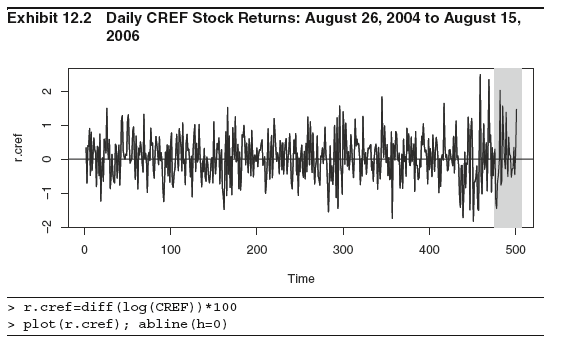 Exhibit 12.2 Daily CREF Stock Returns: August 26, 2004 to August 15,
2006
r.cref
2
1
0
−1
−2
0 100 200 300 400 500
Time
> r.cref=diff(log(CREF))*100
> plot(r.cref); abline(h=0)